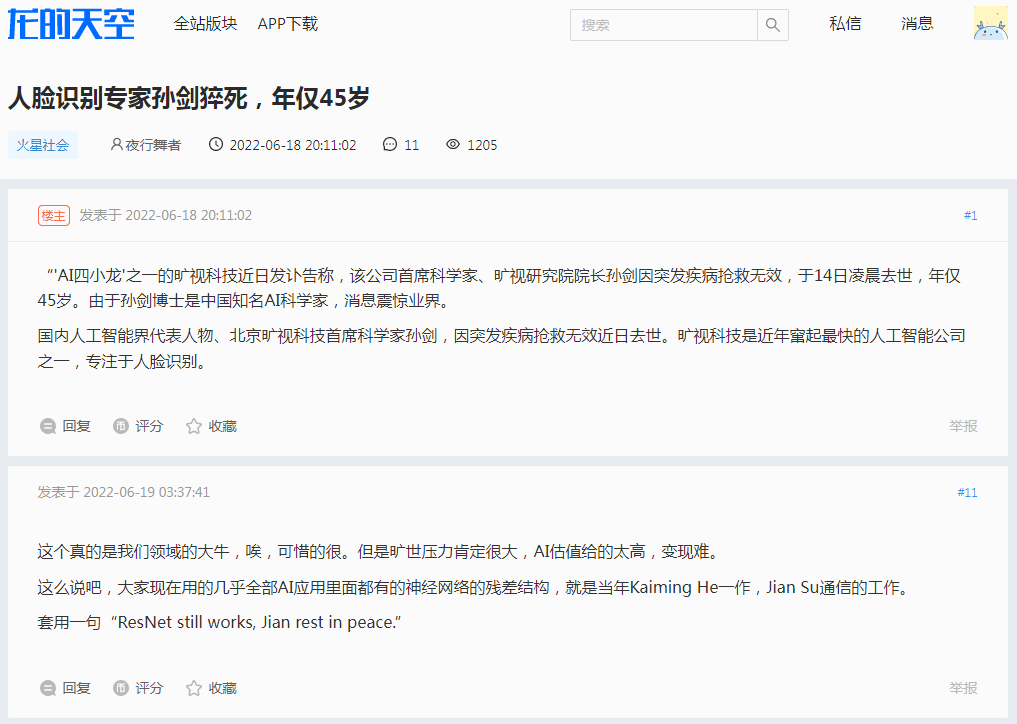 龙的天空 全站版块 APP下载 搜索 私信 消息
人脸识别专家孙剑猝死，年仅45岁
火星社会 夜行舞者 2022-06-18 20:11:02 11 1205
楼主 发表于 2022-06-18 20:11:02 #1
“'AI四小龙'之一的旷视科技近日发讣告称，该公司首席科学家、旷视研究院院长孙剑因突发疾病抢救无效，于14日凌晨去世，年仅
45岁。由于孙剑博士是中国知名AI科学家，消息震惊业界。
国内人工智能界代表人物、北京旷视科技首席科学家孙剑，因突发疾病抢救无效近日去世。旷视科技是近年窜起最快的人工智能公司
之一，专注于人脸识别。
回复 评分 收藏 举报
发表于 2022-06-19 03:37:41 #11
这个真的是我们领域的大牛，唉，可惜的很。但是旷世压力肯定很大，AI估值给的太高，变现难。
这么说吧，大家现在用的几乎全部AI应用里面都有的神经网络的残差结构，就是当年Kaiming He一作，Jian Su通信的工作。
套用一句“ResNet still works, Jian rest in peace.”
回复 评分 收藏 举报